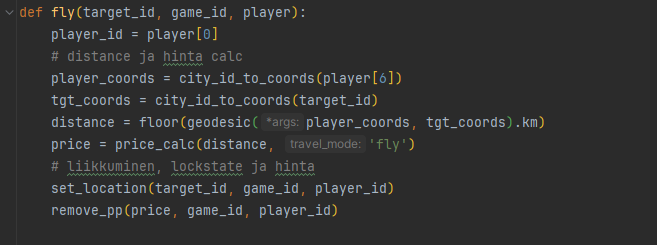 def fly(target_id, game_id, player):
player_id = player[0]
# distance ja hinta calc
player_coords = city_id_to_coords(player[6])
tgt_coords = city_id_to_coords(target_id)
distance = floor(geodesic( *args: player_coords, tgt_coords).km)
price = price_calc(distance, travel_mode: 'fly')
# liikkuminen, lockstate ja hinta
set_location(target_id, game_id, player_id)
remove_pp(price, game_id, player_id)